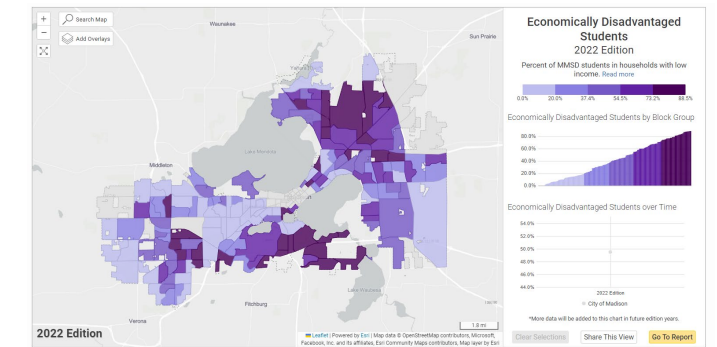 +
−
Search Map
Add Overlays
Waunakee
Sun Prairie
Lake Mendota
Middleton
Fitchburg
Verona
Lake Waubesa
1.8 mi
2022 Edition
Leaflet | Powered by Esri | Map data © OpenStreetMap contributors, Microsoft,
Facebook, Inc. and its affiliates, Esri Community Maps contributors, Map layer by Esri
Economically Disadvantaged
Students
2022 Edition
Percent of MMSD students in households with low
income. Read more
0.0% 20.0% 37.4% 54.5% 73.2% 88.5%
Economically Disadvantaged Students by Block Group
80.0%
60.0%
40.0%
20.0%
0.0%
Economically Disadvantaged Students over Time
54.0%
52.0%
50.0%
48.0%
46.0%
44.0%
2022 Edition
City of Madison
*More data will be added to this chart in future edition years.
Clear Selections Share This View Go To Report